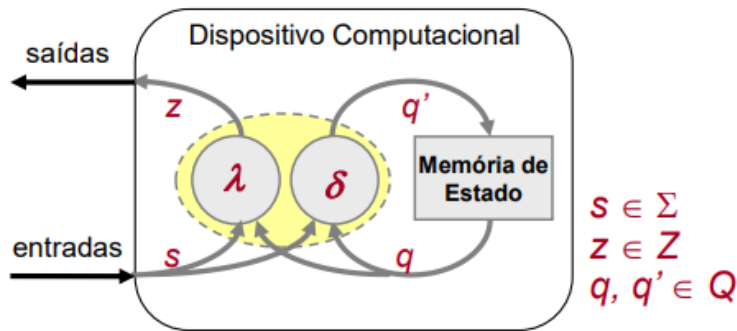 Dispositivo Computacional
saídas
z
q’
λ
δ
Memória de
Estado
entradas
s
q
s ∈ Σ
z ∈ Z
q, q’ ∈ Q